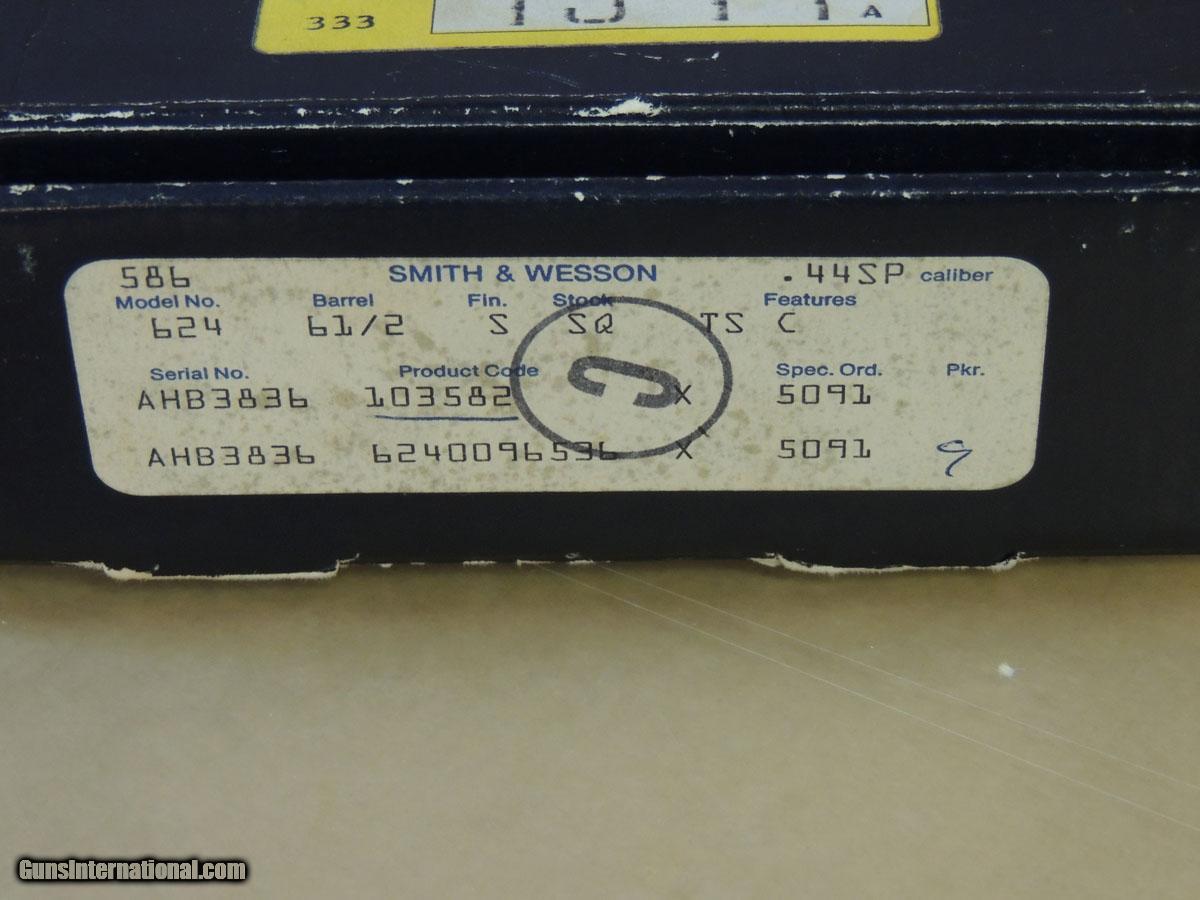 333 A
586 SMITH & WESSON .44SP caliber
Model No. Barrel Fin. Stock Features
624 61/2 S SQ TS C
Serial No. Product Code Spec. Ord. Pkr.
AHB3836 103582 X 5091
C
AHB3836 6240096536 X 5091 9
GunsInternational.com